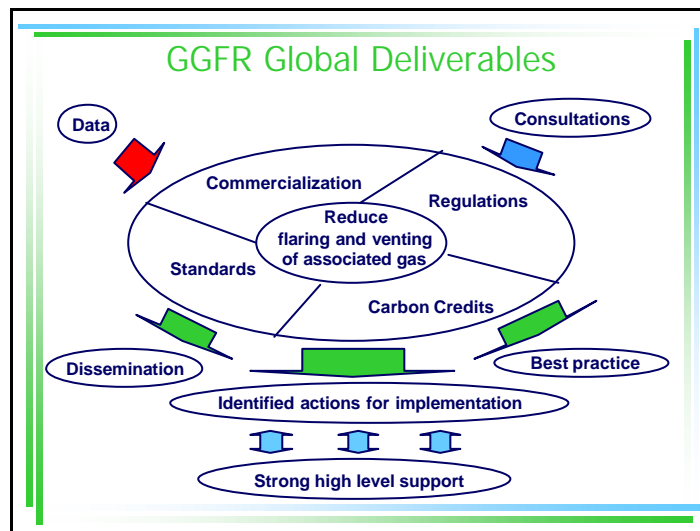 GGFR Global Deliverables
Data
Consultations
Commercialization
Regulations
Reduce
flaring and venting
of associated gas
Standards
Carbon Credits
Dissemination
Best practice
Identified actions for implementation
Strong high level support